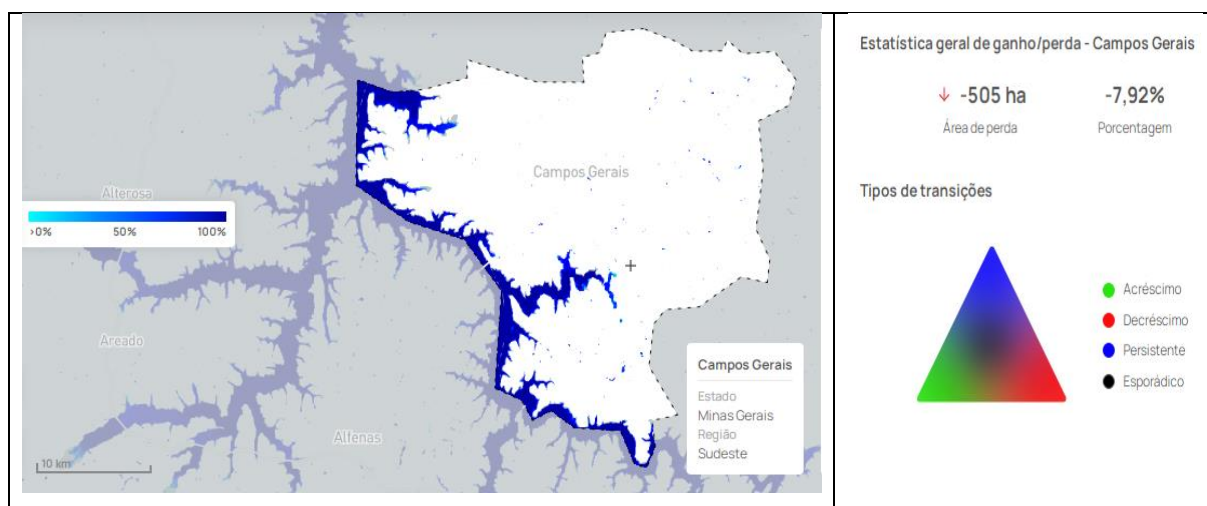 Campos Gerais
Alterosa
>0%
50%
100%
Areado
Alfenas
10 km
Campos Gerais
Estado
Minas Gerais
Região
Sudeste
Estatística geral de ganho/perda - Campos Gerais
-505 ha
-7,92%
Área de perda
Porcentagem
Tipos de transições
Acréscimo
Decréscimo
Persistente
Esporádico